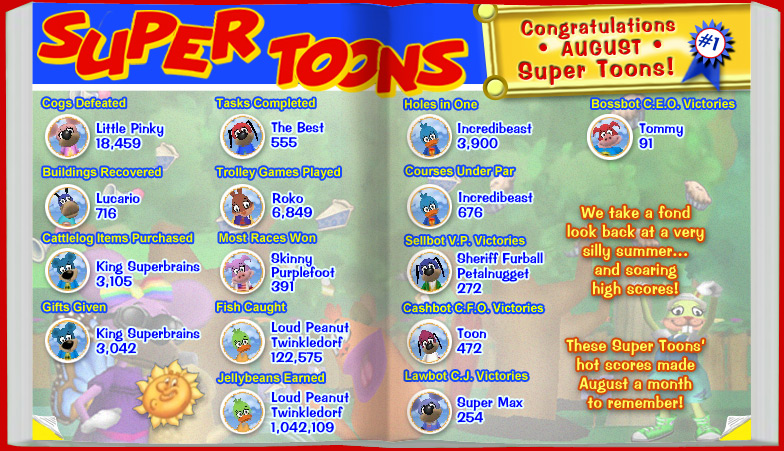 SUPER TOONS
Congratulations
• AUGUST •
Super Toons!
#1
Cogs Defeated
Little Pinky
18,459
Buildings Recovered
Lucario
716
Cattlelog Items Purchased
King Superbrains
3,105
Gifts Given
King Superbrains
3,042
Tasks Completed
The Best
555
Trolley Games Played
Roko
6,849
Most Races Won
Skinny
Purplefoot
391
Fish Caught
Loud Peanut
Twinkledorf
122,575
Jellybeans Earned
Loud Peanut
Twinkledorf
1,042,109
Holes in One
Incredibeast
3,900
Courses Under Par
Incredibeast
676
Sellbot V.P. Victories
Sheriff Furball
Petalnugget
272
Cashbot C.F.O. Victories
Toon
472
Lawbot C.J. Victories
Super Max
254
Bossbot C.E.O. Victories
Tommy
91
We take a fond
look back at a very
silly summer...
and soaring
high scores!
These Super Toons'
hot scores made
August a month
to remember!